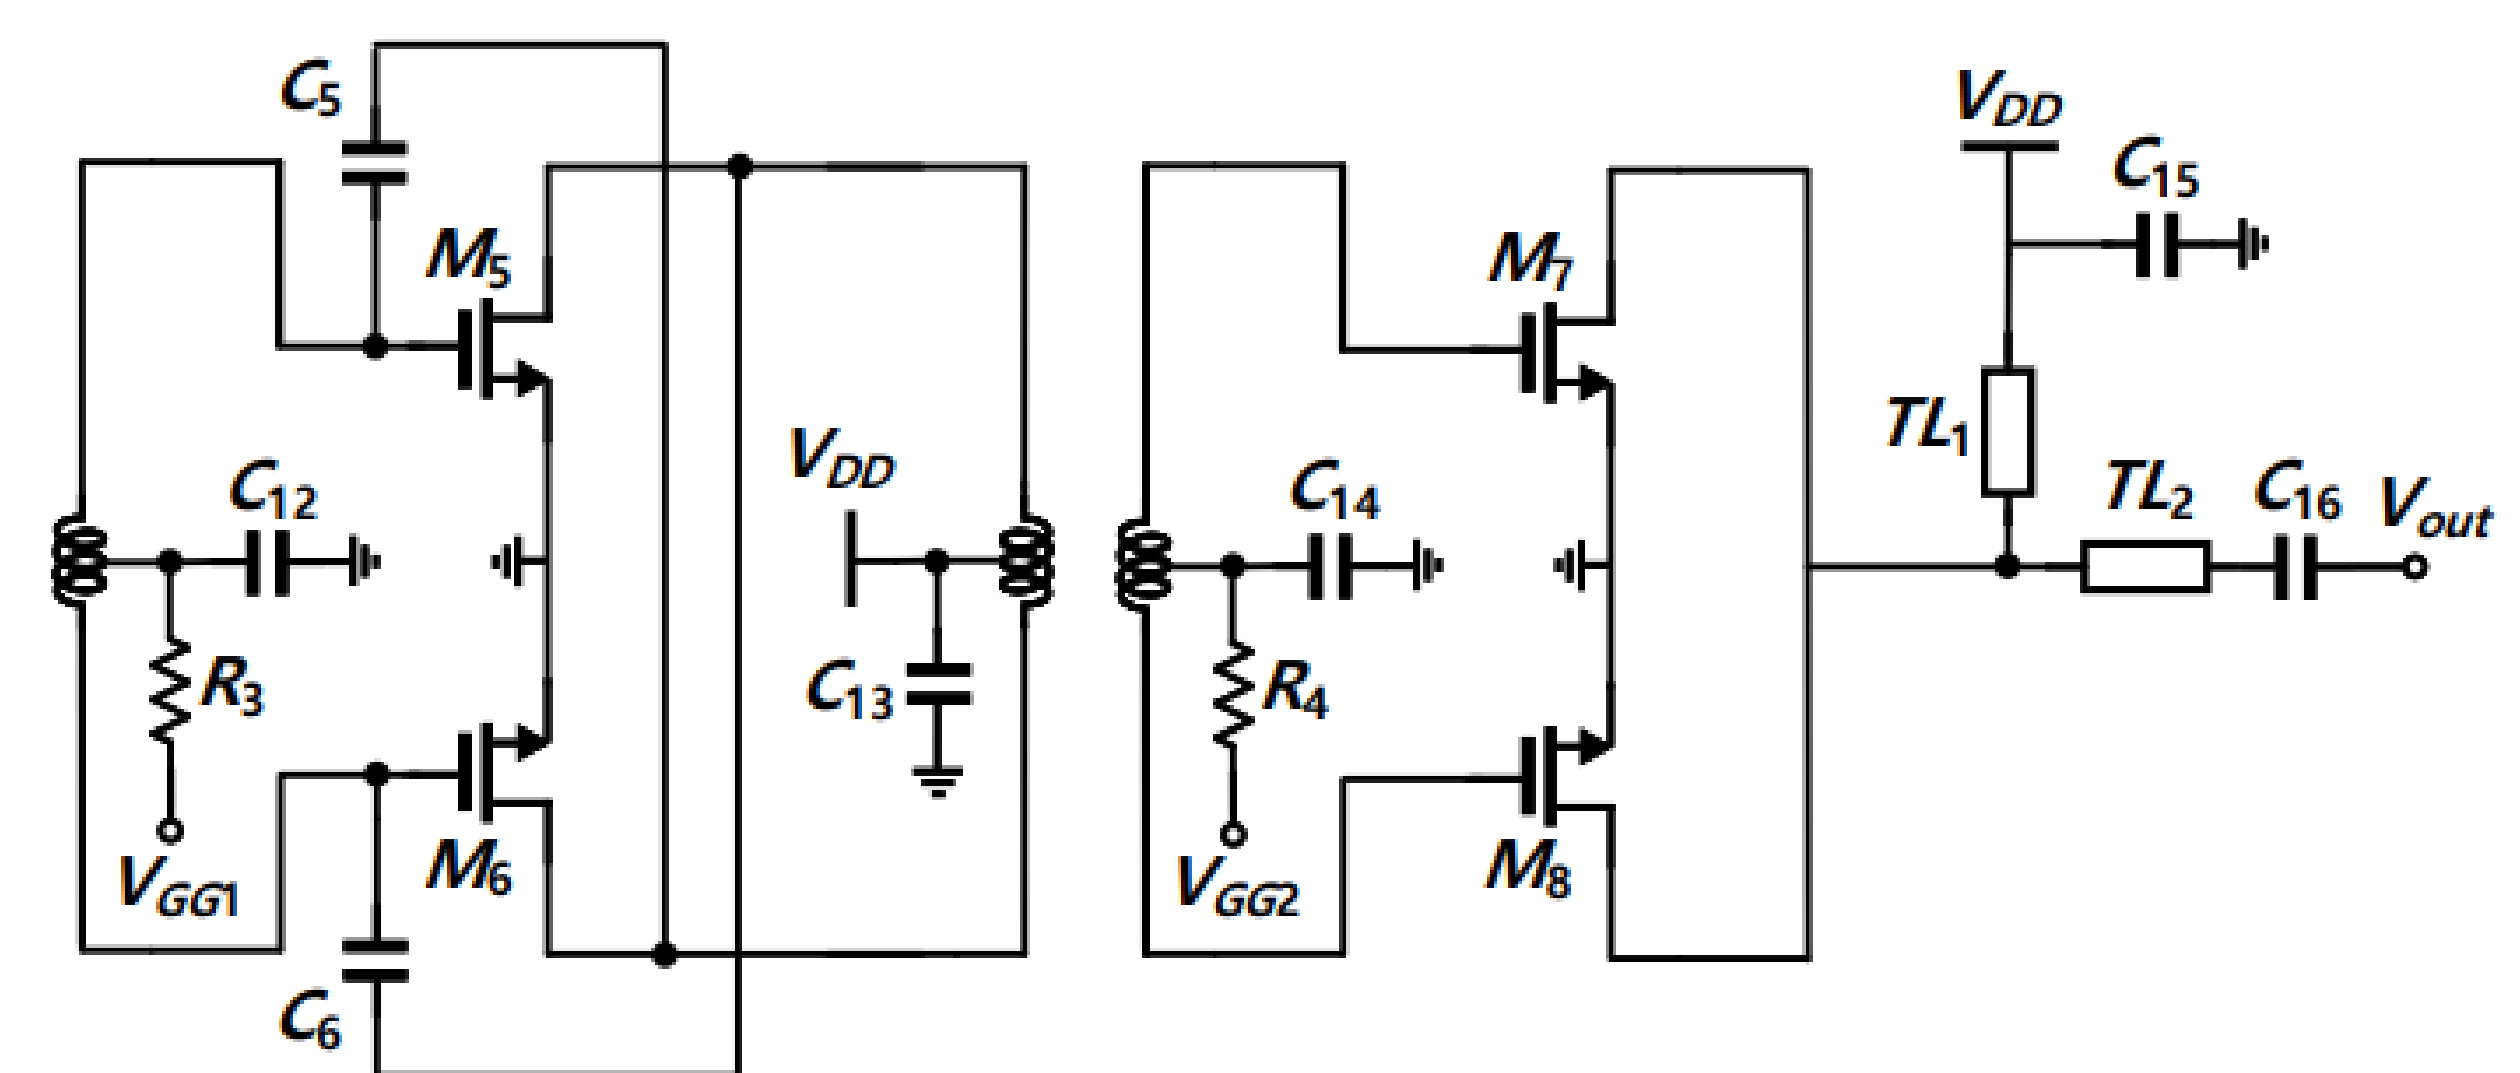 C5
VDD
C15
M5
M7
VDD
TL1
C12
C14
TL2
C16
Vout
R3
C13
R4
VGG1
M6
VGG2
M8
C6